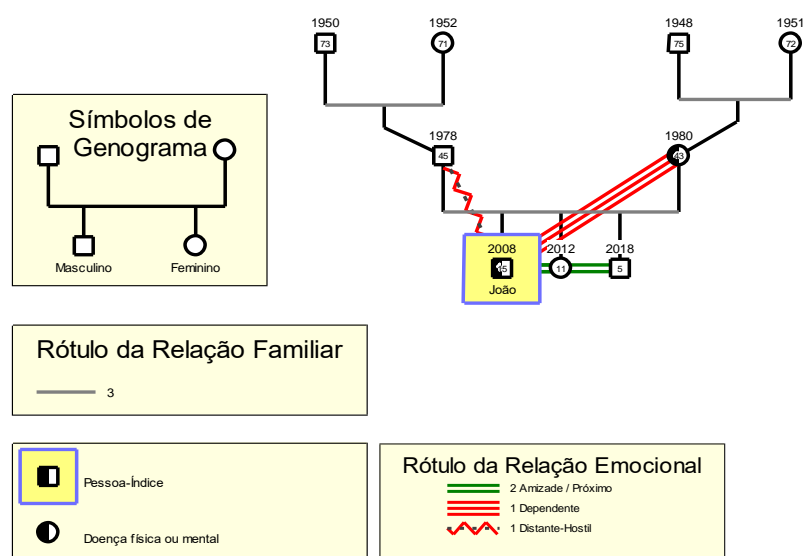 1950 1952 1948 1951
73 71 75 72
Símbolos de
Genograma
Masculino Feminino
1978 1980
45 43
2008 2012 2018
15 11 5
João
Rótulo da Relação Familiar
3
Pessoa-Índice
Doença física ou mental
Rótulo da Relação Emocional
2 Amizade / Próximo
1 Dependente
1 Distante-Hostil